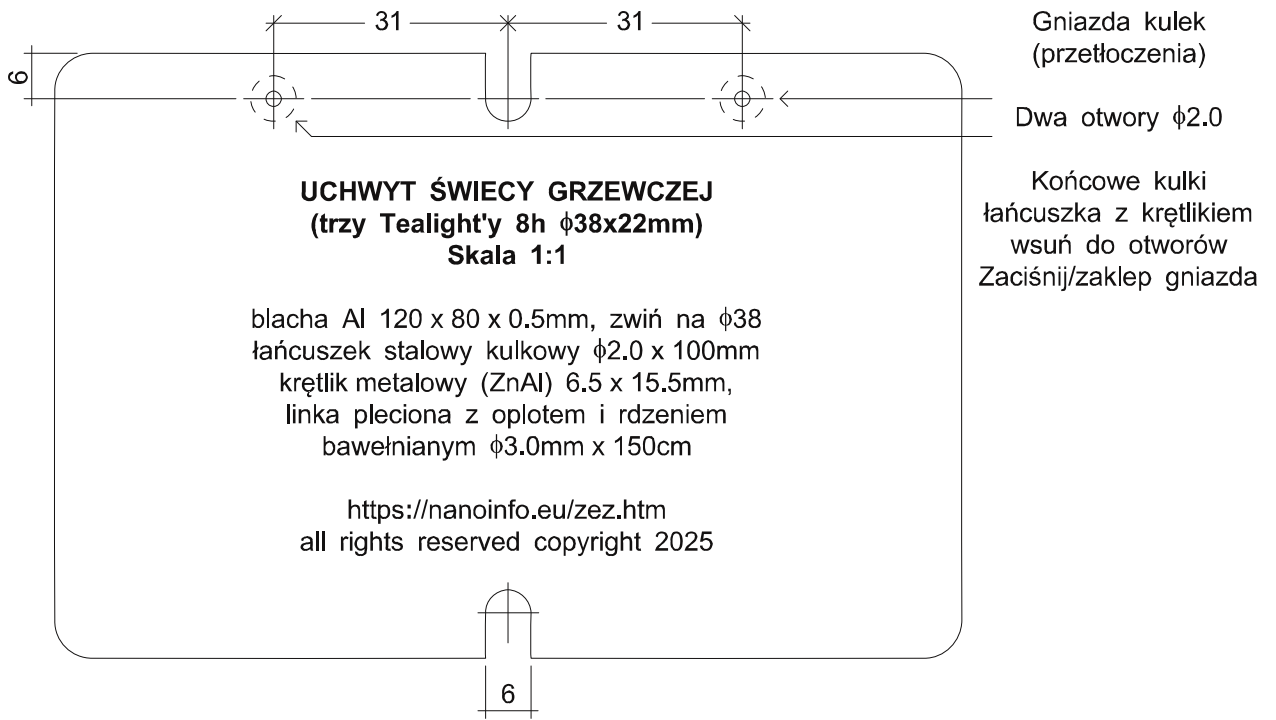 31
31
6
Gniazda kulek
(przetłoczenia)
Dwa otwory ϕ2.0
Końcowe kulki
łańcuszka z krętlikiem
wsuń do otworów
Zaciśnij/zaklep gniazda
UCHWYT ŚWIECY GRZEWCZEJ
(trzy Tealight'y 8h ϕ38x22mm)
Skala 1:1
blacha Al 120 x 80 x 0.5mm, zwiń na ϕ38
łańcuszek stalowy kulkowy ϕ2.0 x 100mm
krętlik metalowy (ZnAl) 6.5 x 15.5mm,
linka pleciona z oplotem i rdzeniem
bawełnianym ϕ3.0mm x 150cm
https://nanoinfo.eu/zez.htm
all rights reserved copyright 2025
6